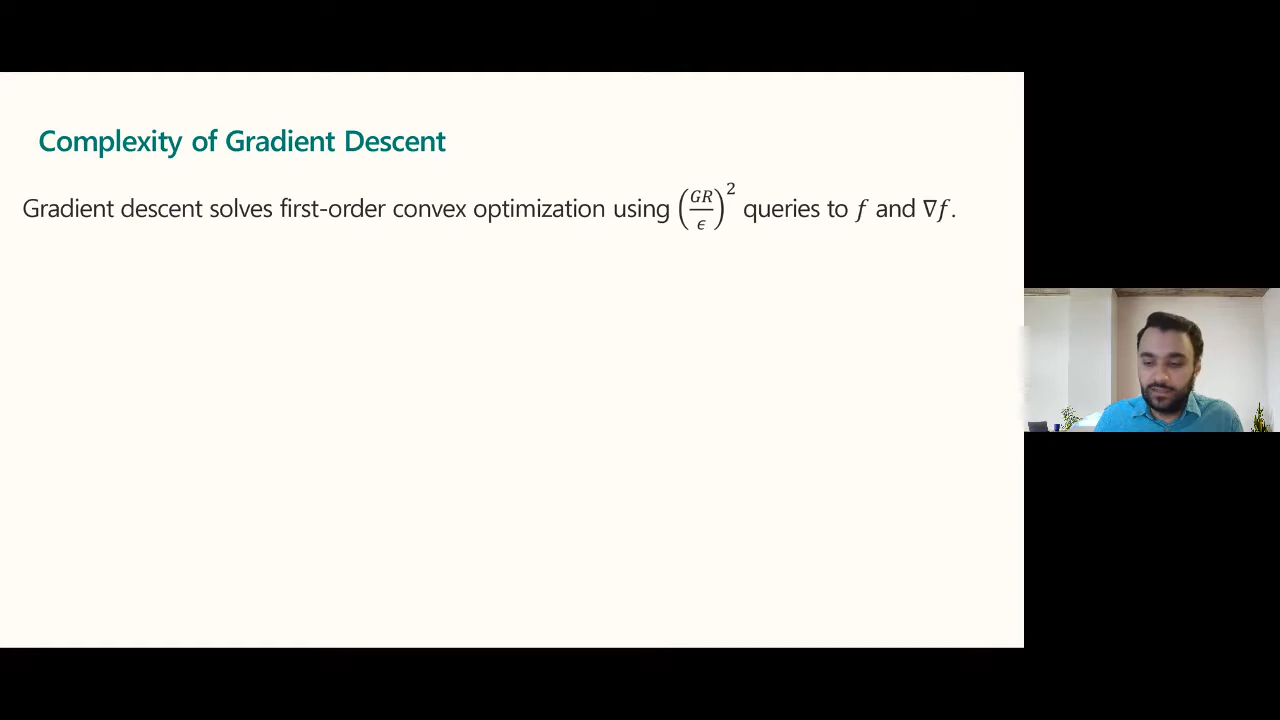 Complexity of Gradient Descent
Gradient descent solves first-order convex optimization using (GR/ϵ)² queries to f and ∇f.